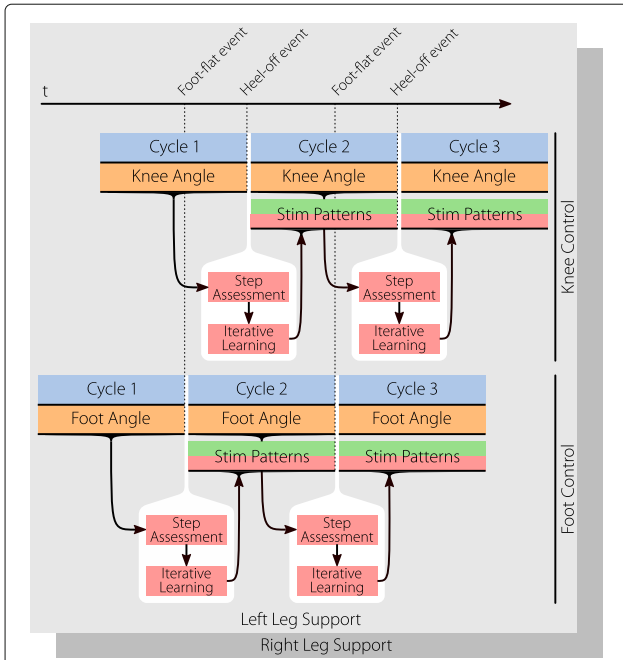 Foot-flat event
Heel-off event
Foot-flat event
Heel-off event
t
Cycle 1
Cycle 2
Cycle 3
Knee Angle
Knee Angle
Knee Angle
Stim Patterns
Stim Patterns
Step
Assessment
Iterative
Learning
Step
Assessment
Iterative
Learning
Knee Control
Cycle 1
Cycle 2
Cycle 3
Foot Angle
Foot Angle
Foot Angle
Stim Patterns
Stim Patterns
Step
Assessment
Iterative
Learning
Step
Assessment
Iterative
Learning
Foot Control
Left Leg Support
Right Leg Support